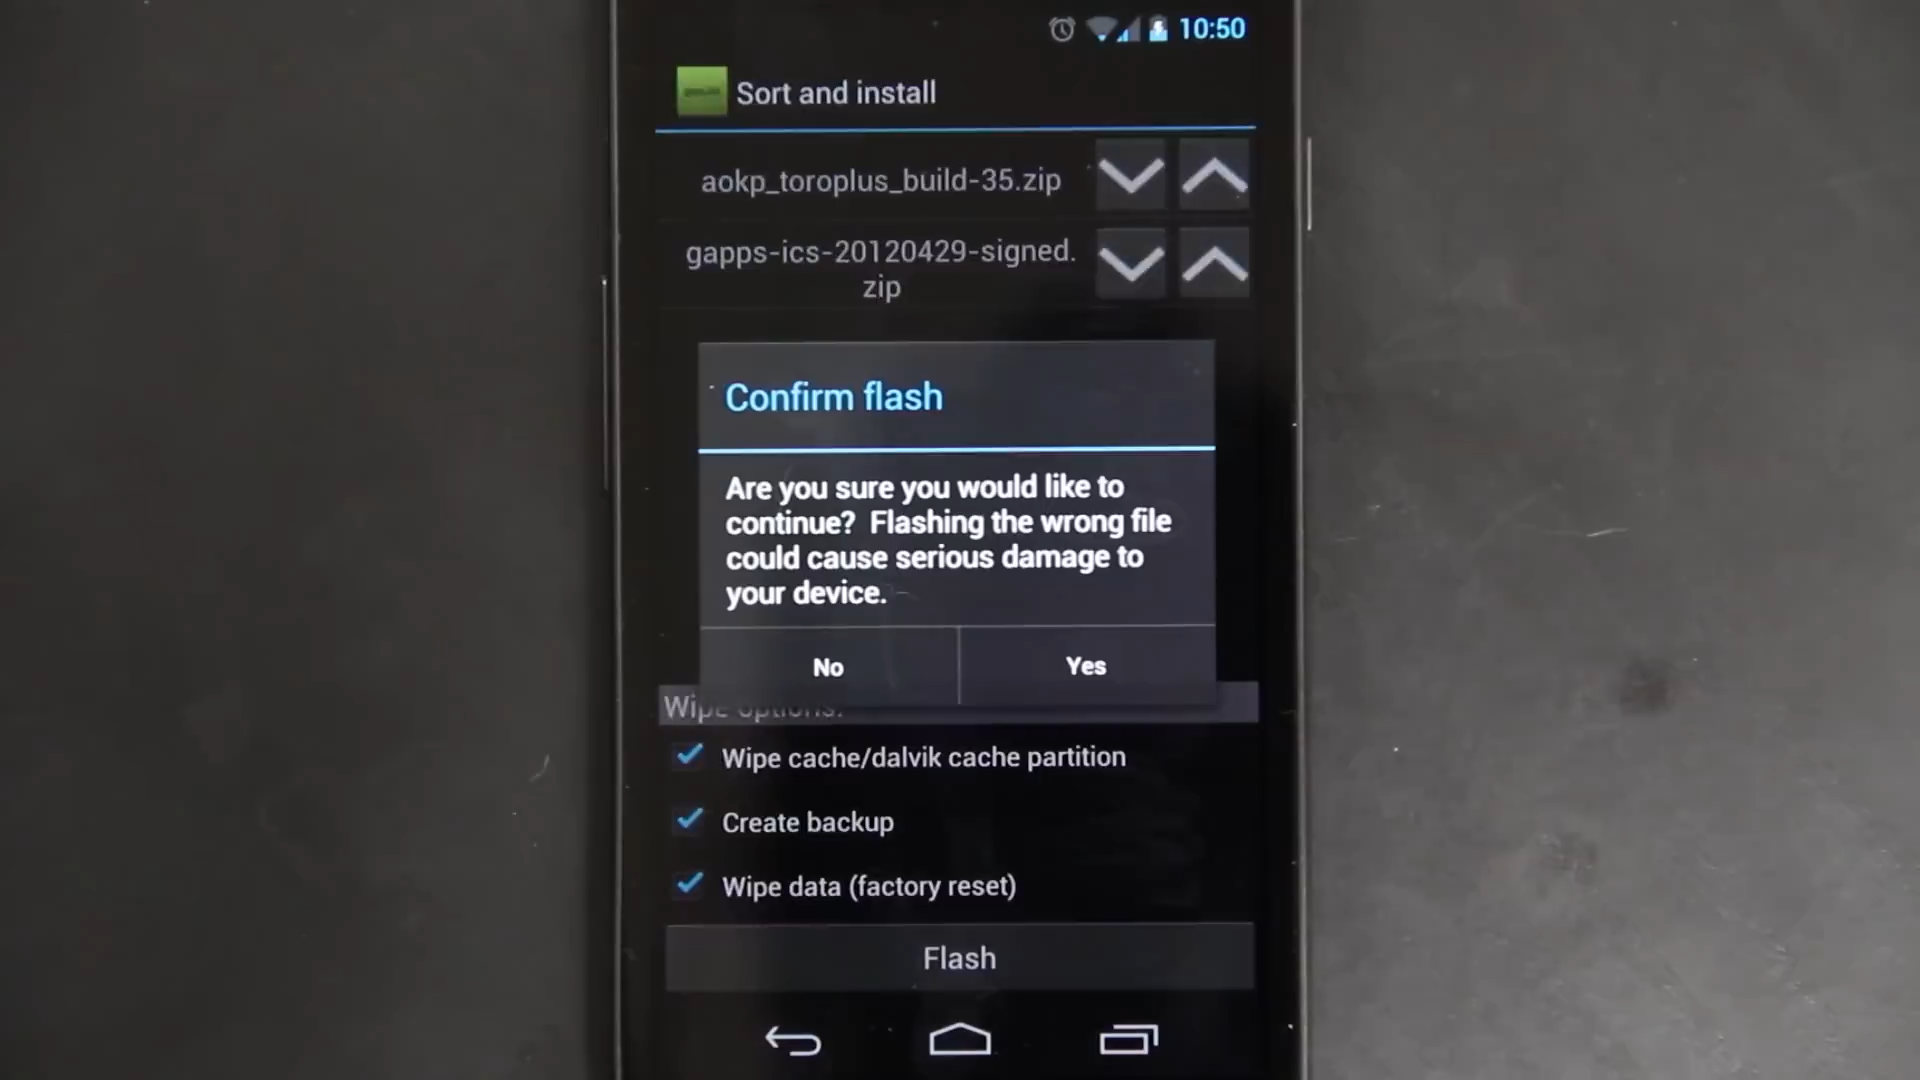 10:50
Sort and install
aokp_toroplus_build-35.zip
gapps-ics-20120429-signed.
zip
Confirm flash
Are you sure you would like to
continue?  Flashing the wrong file
could cause serious damage to
your device.
No
Yes
Wipe options:
Wipe cache/dalvik cache partition
Create backup
Wipe data (factory reset)
Flash